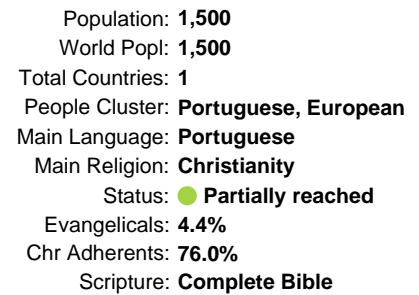 Population: 1,500
World Popl: 1,500
Total Countries: 1
People Cluster: Portuguese, European
Main Language: Portuguese
Main Religion: Christianity
Status: Partially reached
Evangelicals: 4.4%
Chr Adherents: 76.0%
Scripture: Complete Bible